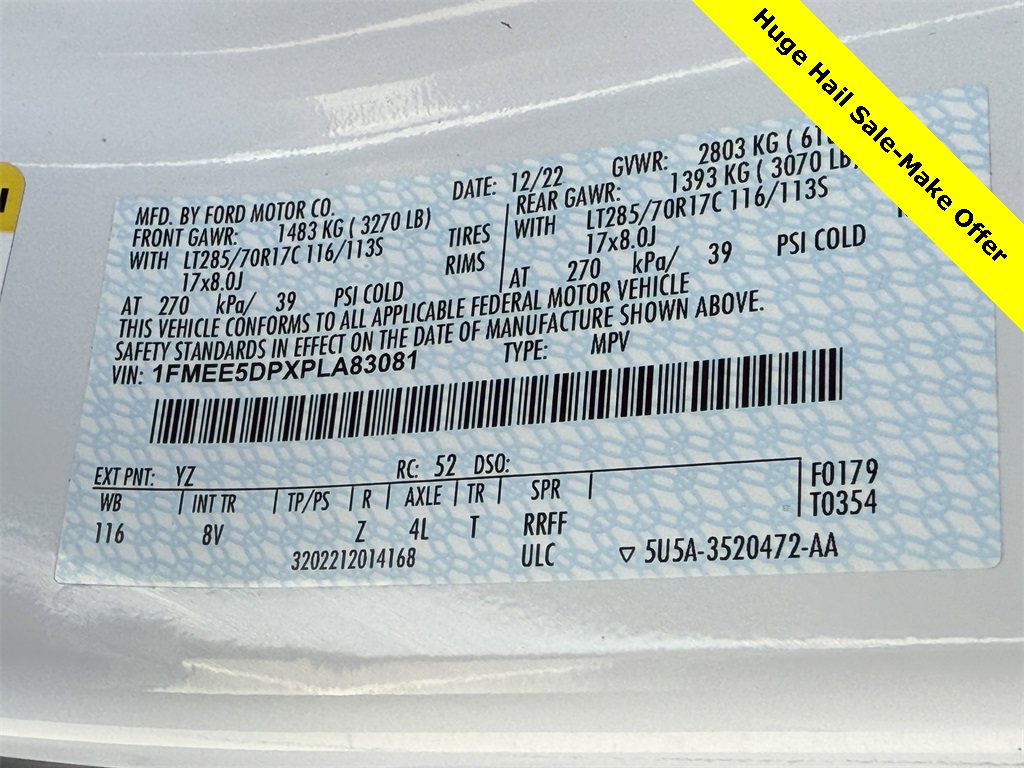 Huge Hail Sale-Make Offer
MFD. BY FORD MOTOR CO.
DATE: 12/22
GVWR: 2803 KG (
FRONT GAWR: 1483 KG ( 3270 LB)
REAR GAWR: 1393 KG ( 3070 LB)
WITH LT285/70R17C 116/113S TIRES
WITH LT285/70R17C 116/113S
17x8.0J RIMS
17x8.0J
AT 270 kPa/ 39 PSI COLD
AT 270 kPa/ 39 PSI COLD
THIS VEHICLE CONFORMS TO ALL APPLICABLE FEDERAL MOTOR VEHICLE
SAFETY STANDARDS IN EFFECT ON THE DATE OF MANUFACTURE SHOWN ABOVE.
VIN: 1FMEE5DPXPLA83081
TYPE: MPV
EXT PNT: YZ RC: 52 DSO:
WB | INT TR | TP/PS | R | AXLE | TR | SPR |
116 8V Z 4L T RRFF
F0179
T0354
3202212014168 ULC ▽ 5U5A-3520472-AA